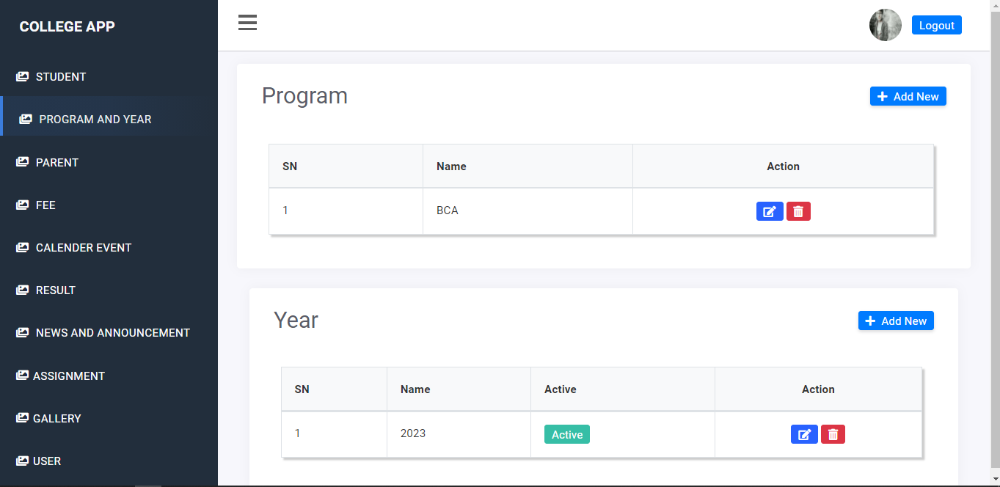 COLLEGE APP
Logout
STUDENT
PROGRAM AND YEAR
PARENT
FEE
CALENDER EVENT
RESULT
NEWS AND ANNOUNCEMENT
ASSIGNMENT
GALLERY
USER
Program
Add New
SN Name Action
1 BCA
Year
Add New
SN Name Active Action
1 2023 Active